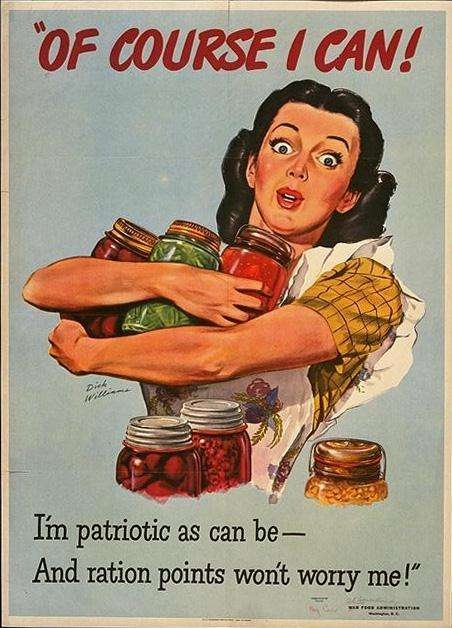 "OF COURSE I CAN!
Dick
Williams
I'm patriotic as can be—
And ration points won't worry me!"
WAR FOOD ADMINISTRATION
Washington, D.C.